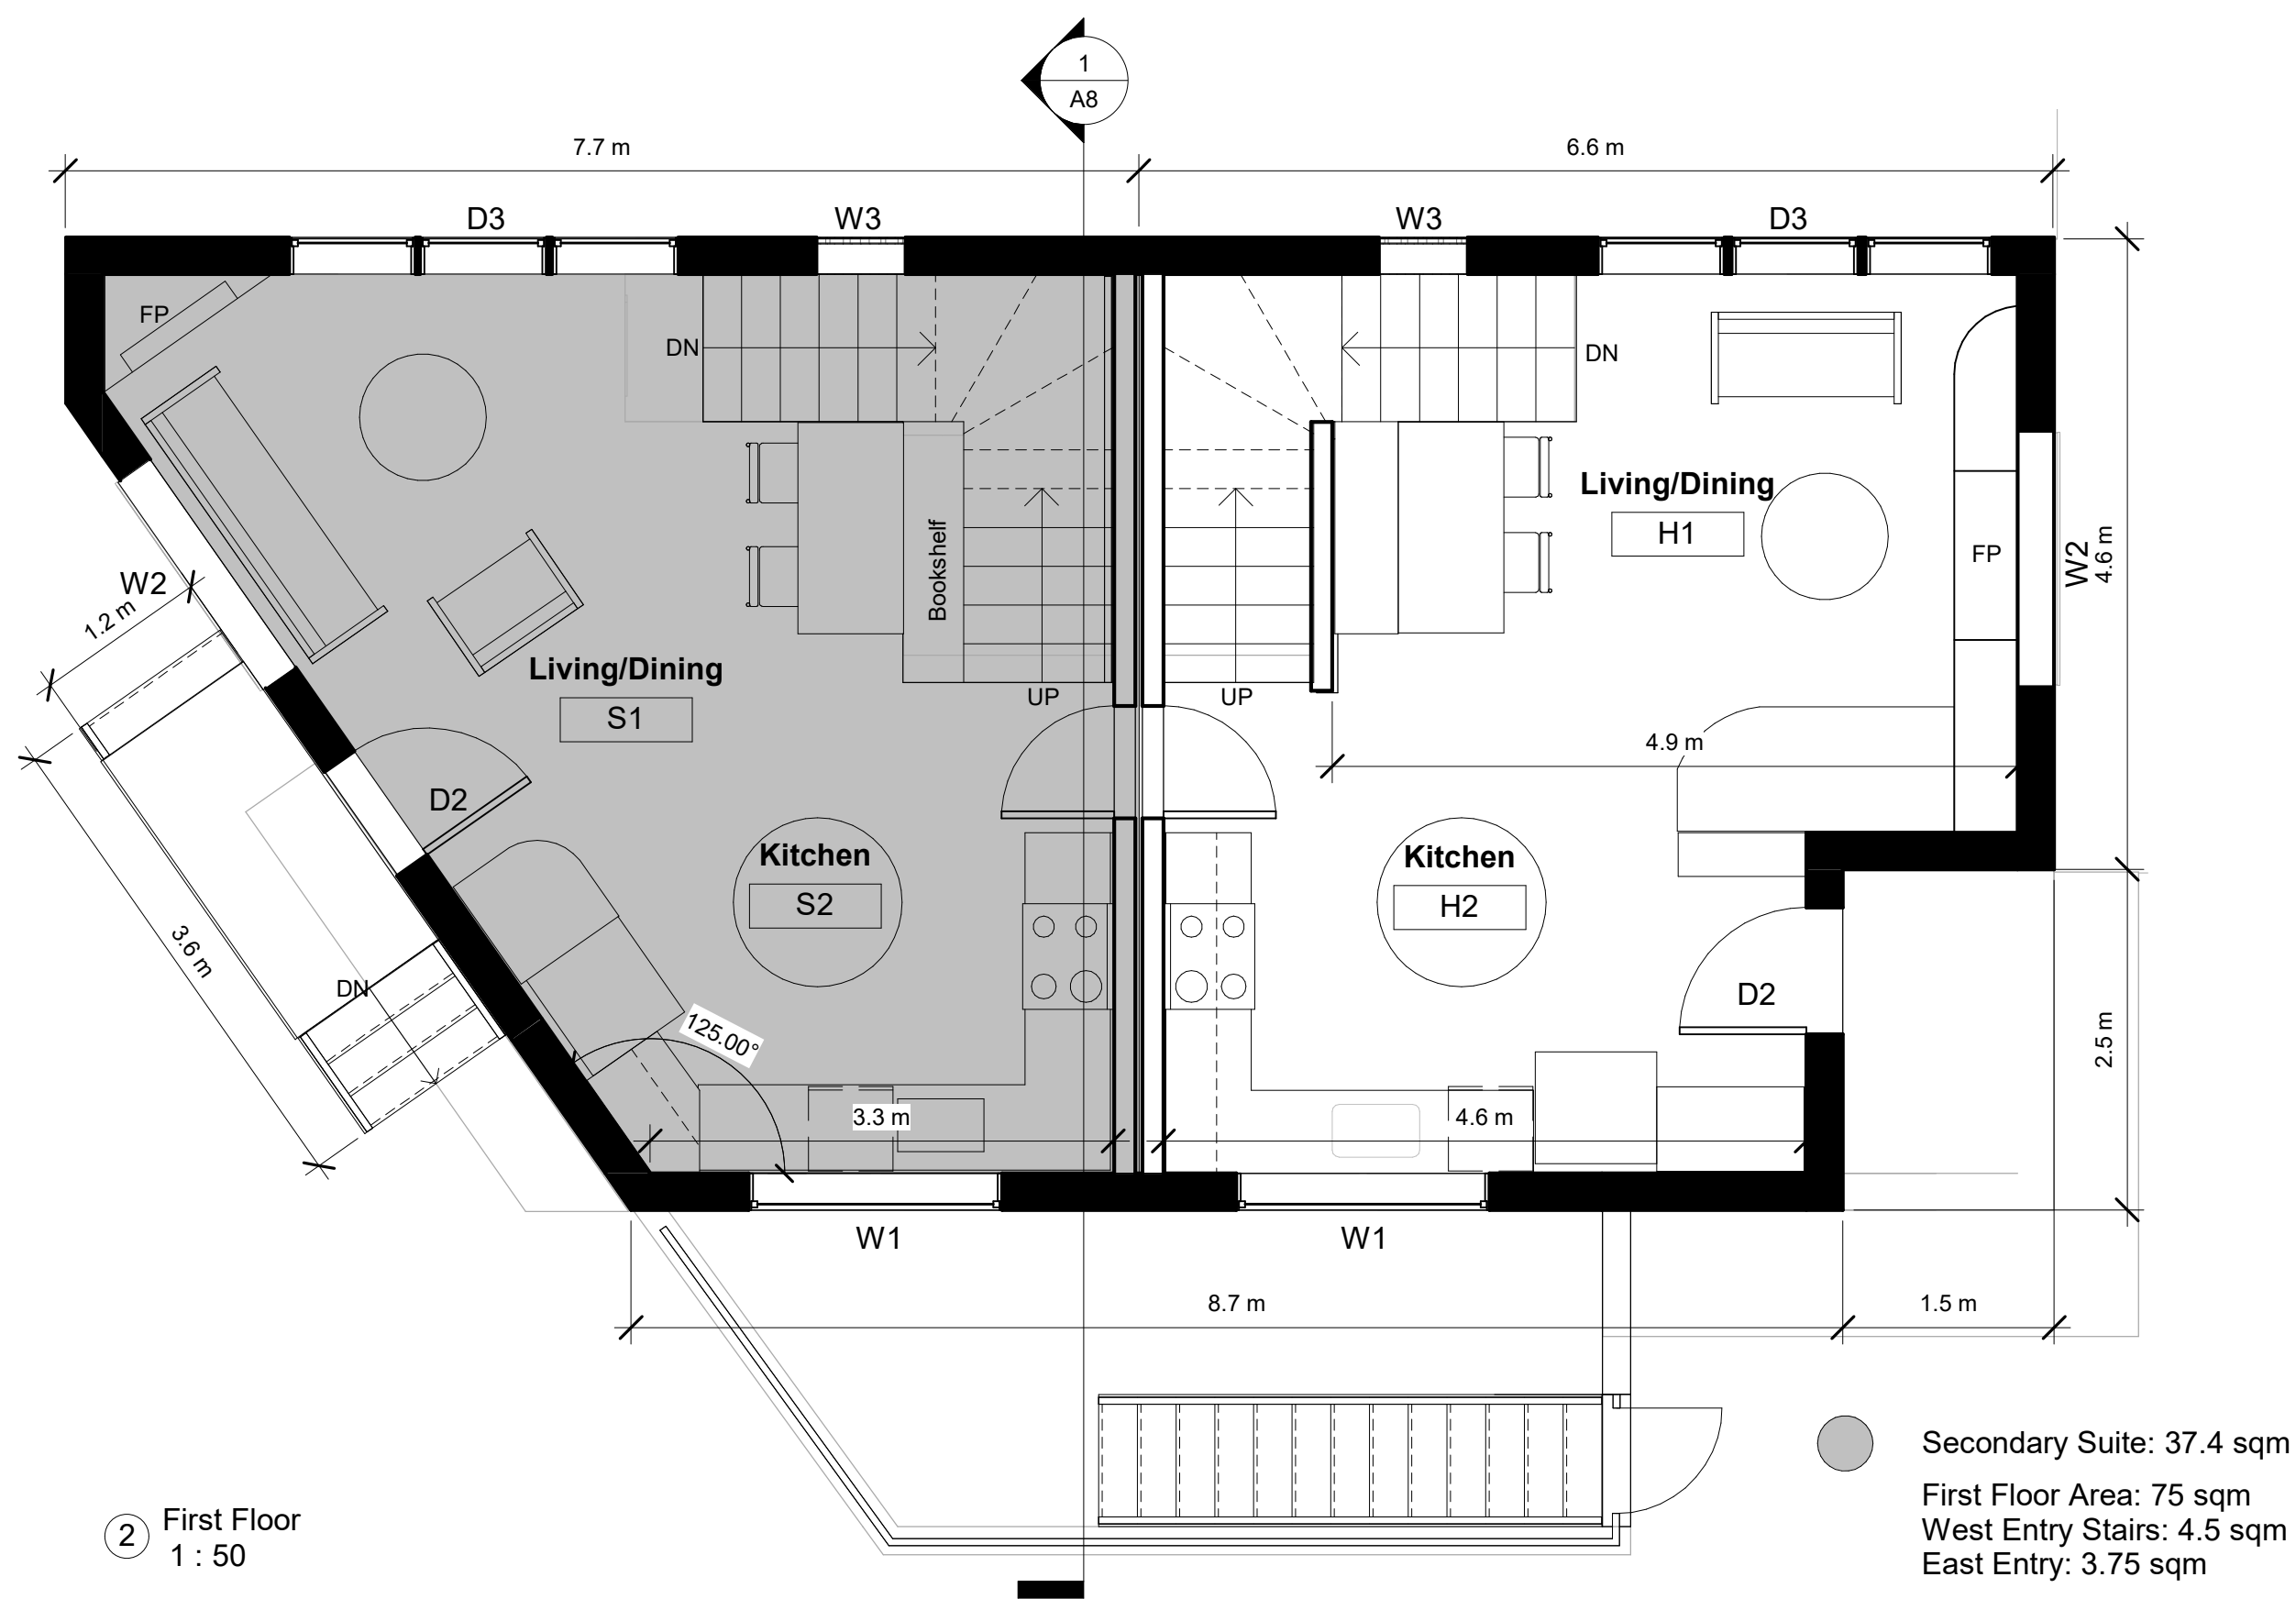 1
A8
7.7 m
6.6 m
D3
W3
W3
D3
FP
DN
DN
Living/Dining
H1
Bookshelf
FP
W2
4.6 m
W2
1.2 m
Living/Dining
S1
UP
UP
4.9 m
D2
Kitchen
S2
Kitchen
H2
3.6 m
DN
D2
125.00°
2.5 m
3.3 m
4.6 m
W1
W1
8.7 m
1.5 m
Secondary Suite: 37.4 sqm
First Floor Area: 75 sqm
West Entry Stairs: 4.5 sqm
East Entry: 3.75 sqm
2
First Floor
1 : 50